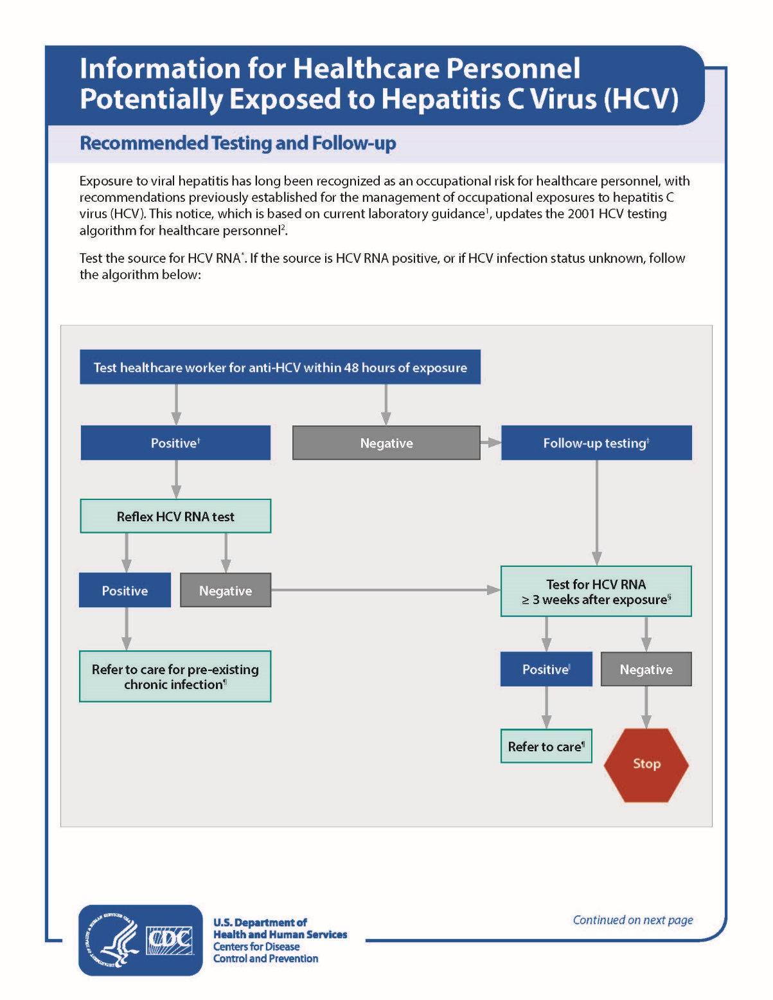 Information for Healthcare Personnel
Potentially Exposed to Hepatitis C Virus (HCV)
Recommended Testing and Follow-up
Exposure to viral hepatitis has long been recognized as an occupational risk for healthcare personnel, with
recommendations previously established for the management of occupational exposures to hepatitis C
virus (HCV). This notice, which is based on current laboratory guidance¹, updates the 2001 HCV testing
algorithm for healthcare personnel².
Test the source for HCV RNA*. If the source is HCV RNA positive, or if HCV infection status unknown, follow
the algorithm below:
Test healthcare worker for anti-HCV within 48 hours of exposure
Positive†
Negative
Follow-up testing‡
Reflex HCV RNA test
Positive
Negative
Test for HCV RNA
≥ 3 weeks after exposure§
Refer to care for pre-existing
chronic infection¶
Positive‖
Negative
Refer to care¶
Stop
CDC
U.S. Department of
Health and Human Services
Centers for Disease
Control and Prevention
Continued on next page